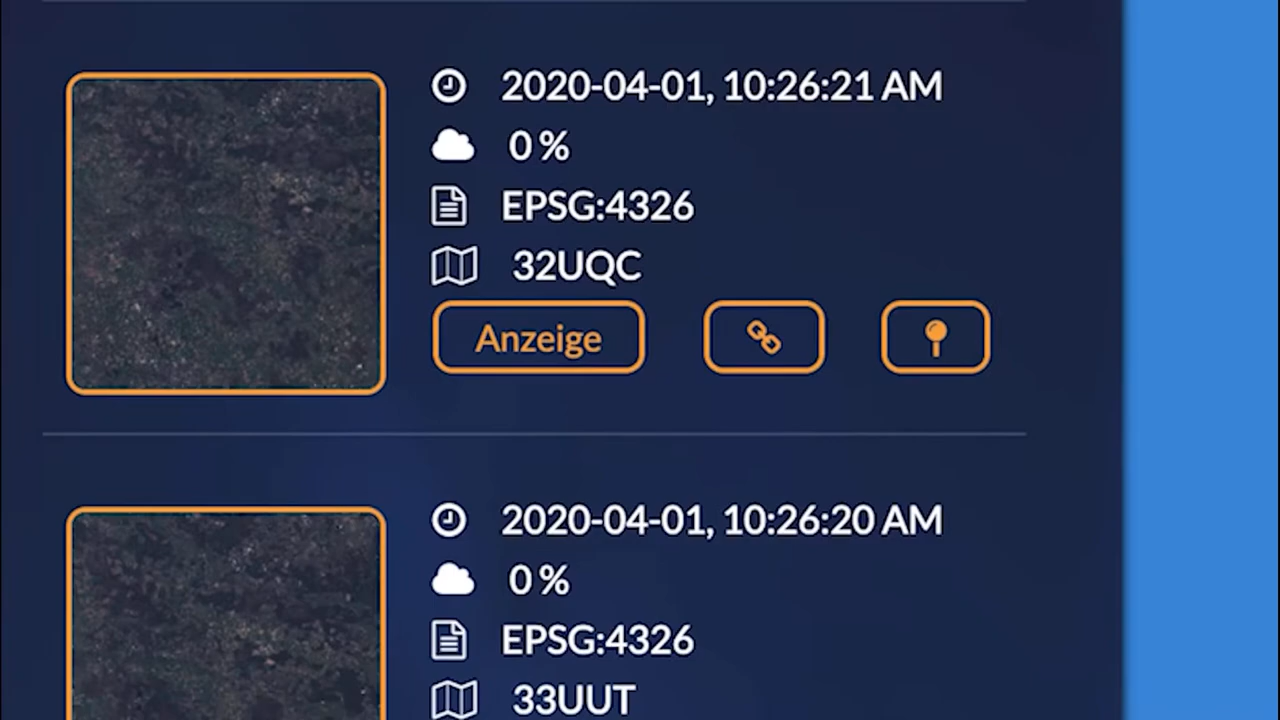 2020-04-01, 10:26:21 AM
0 %
EPSG:4326
32UQC
Anzeige
2020-04-01, 10:26:20 AM
0 %
EPSG:4326
33UUT